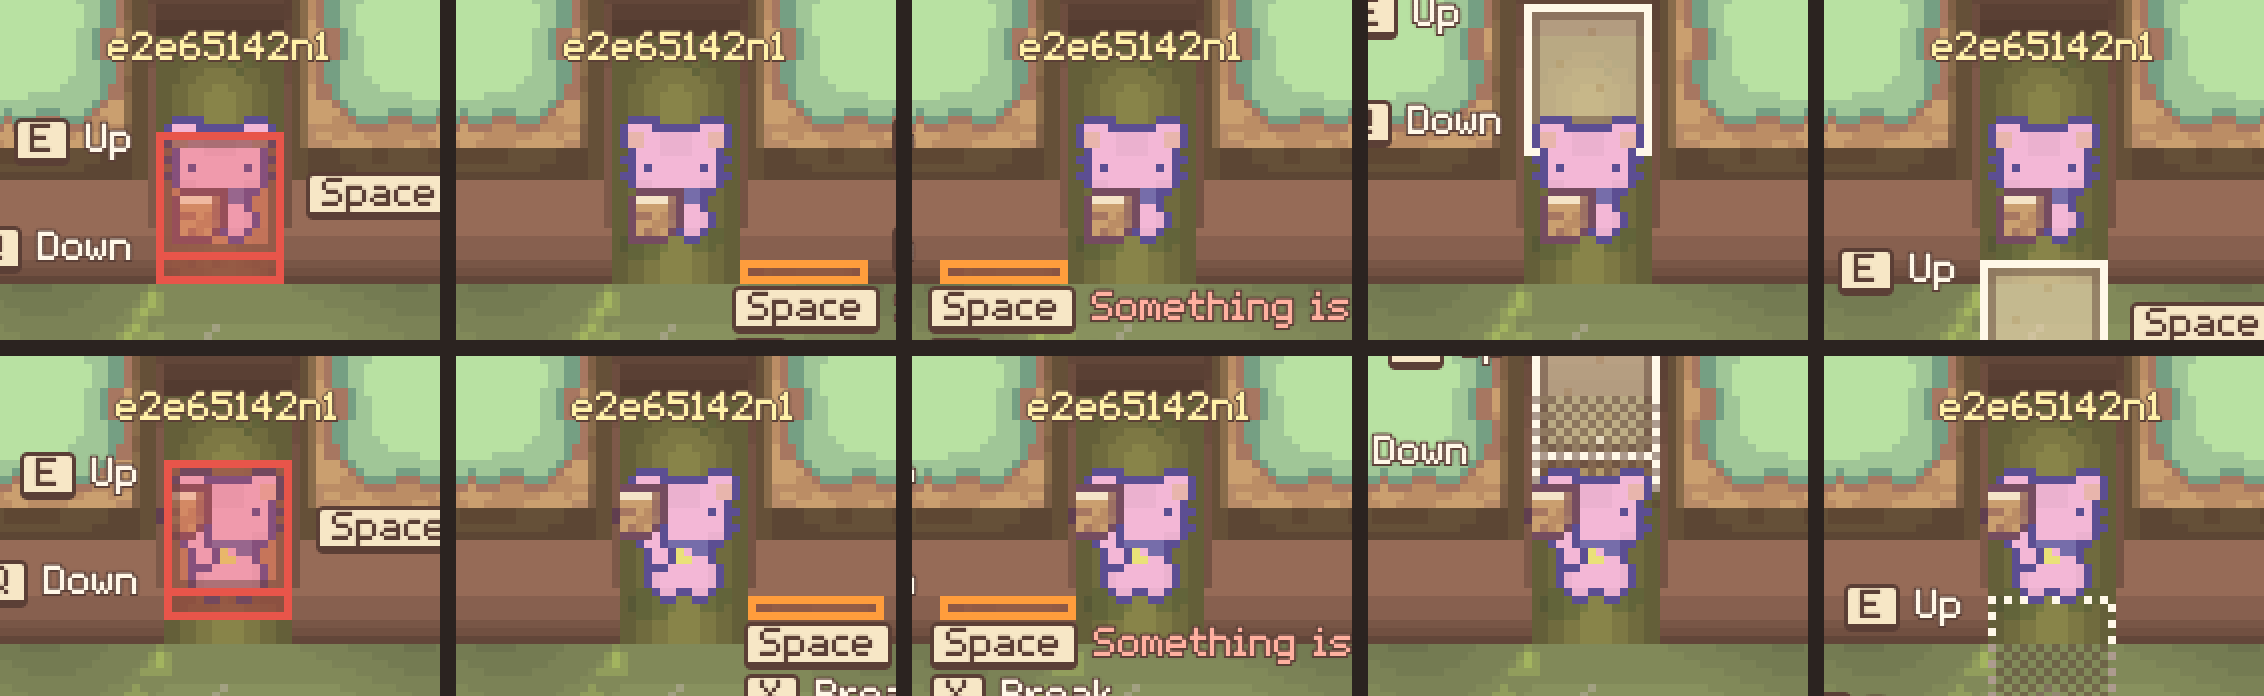 e2e65142n1 e2e65142n1 e2e65142n1 Up e2e65142n1
E Up Down
Space
Down E Up
Space Space Something is Space
e2e65142n1 e2e65142n1 e2e65142n1 e2e65142n1
E Up Down
Space
Down E Up
Space Space Something is
Break